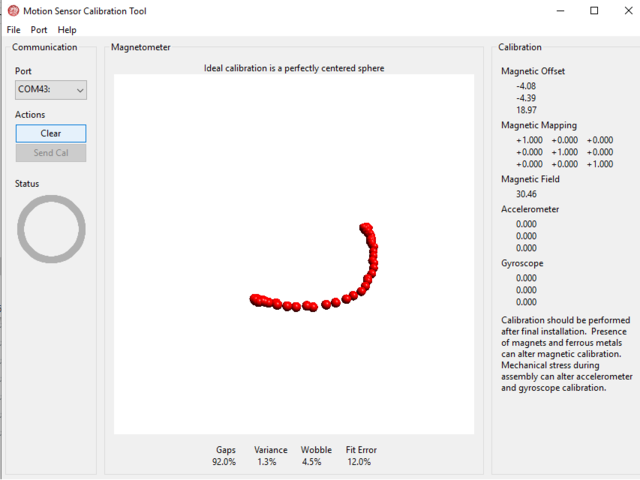 Motion Sensor Calibration Tool
File Port Help
Communication
Port
COM43:
Actions
Clear
Send Cal
Status
Magnetometer
Ideal calibration is a perfectly centered sphere
Gaps Variance Wobble Fit Error
92.0% 1.3% 4.5% 12.0%
Calibration
Magnetic Offset
-4.08
-4.39
18.97
Magnetic Mapping
+1.000 +0.000 +0.000
+0.000 +1.000 +0.000
+0.000 +0.000 +1.000
Magnetic Field
30.46
Accelerometer
0.000
0.000
0.000
Gyroscope
0.000
0.000
0.000
Calibration should be performed
after final installation. Presence
of magnets and ferrous metals
can alter magnetic calibration.
Mechanical stress during
assembly can alter accelerometer
and gyroscope calibration.